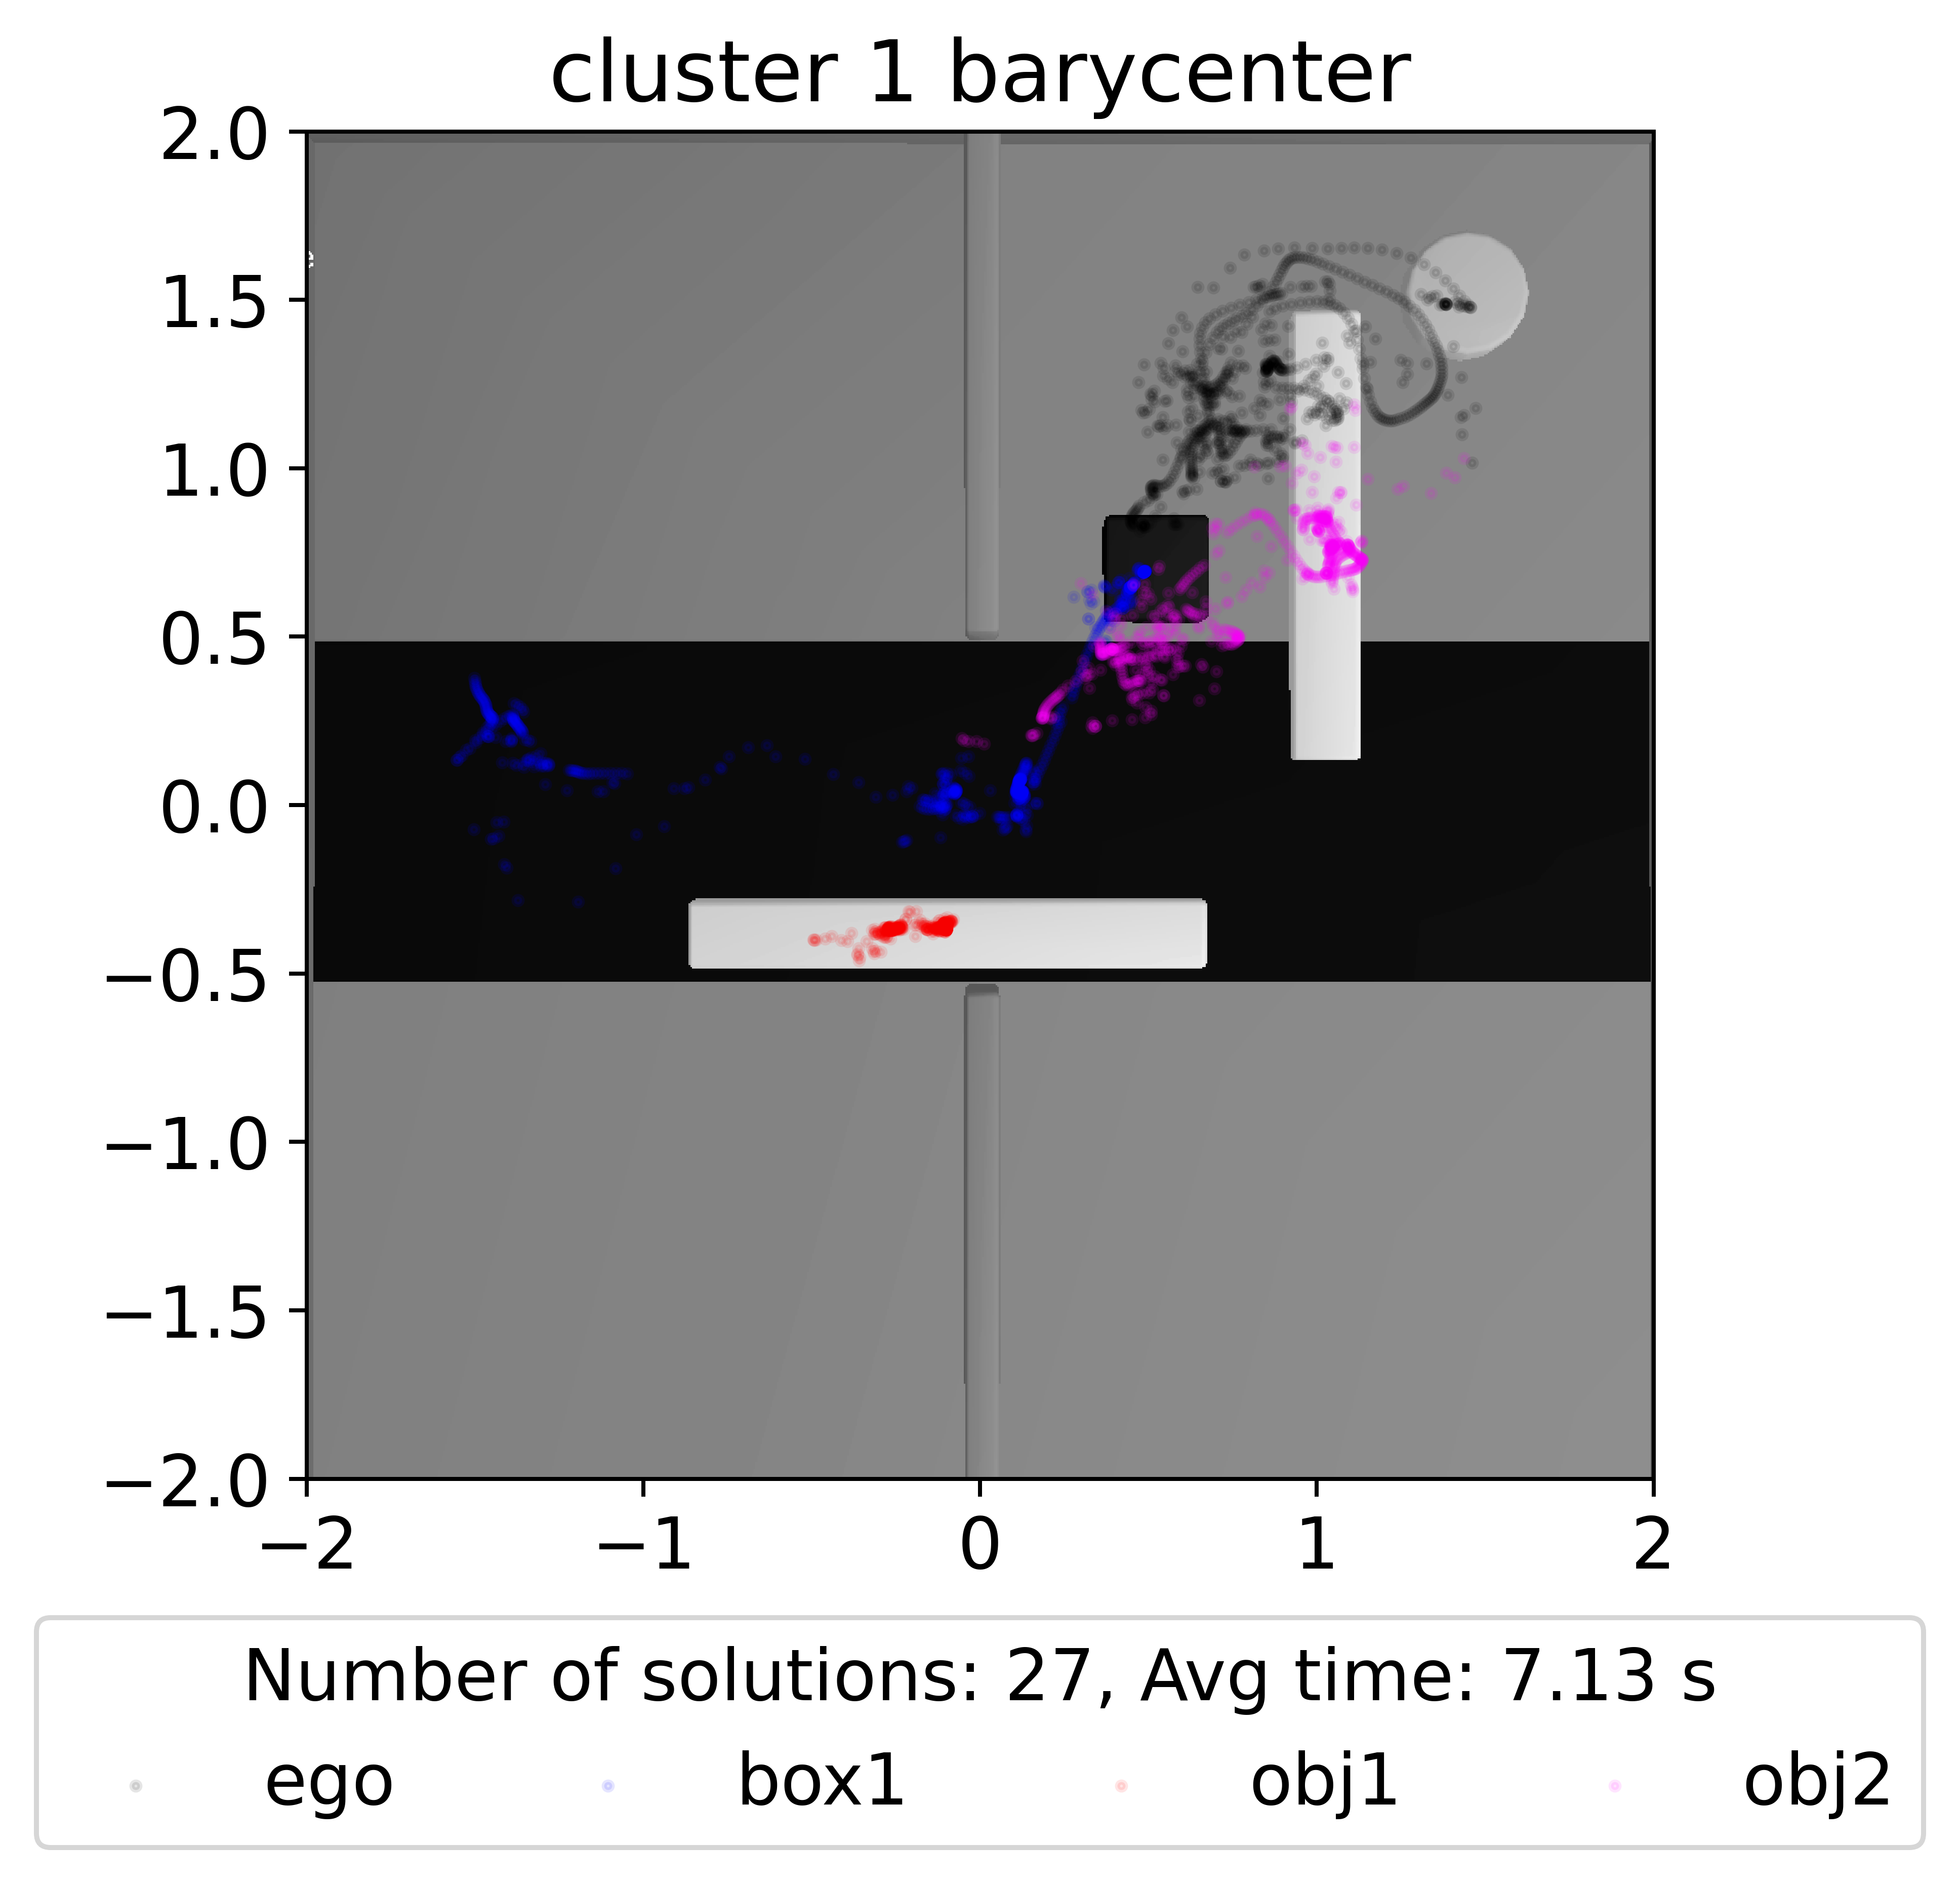 cluster 1 barycenter
2.0
1.5
1.0
0.5
0.0
−0.5
−1.0
−1.5
−2.0
−2 −1 0 1 2
Number of solutions: 27, Avg time: 7.13 s
ego box1 obj1 obj2